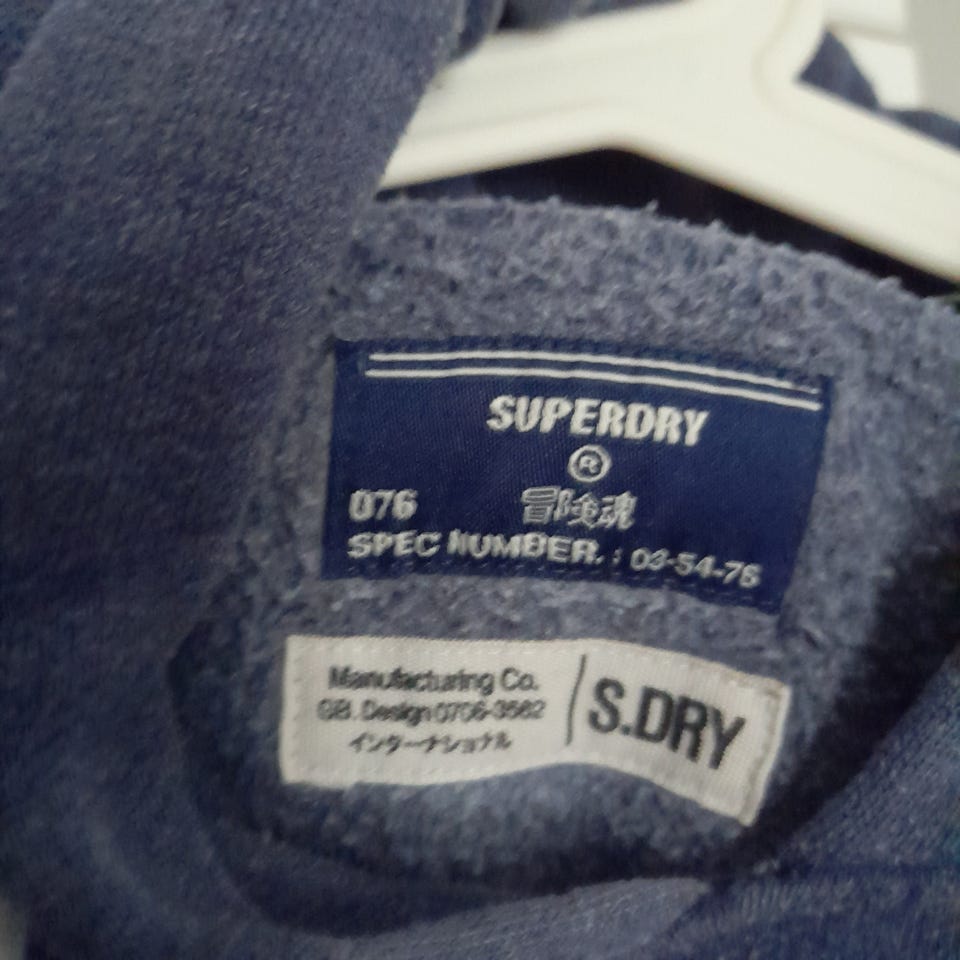 SUPERDRY
®
076 冒険魂
SPEC NUMBER. : 03-54-76
Manufacturing Co.
GB. Design 0706-3582
インターナショナル
S.DRY